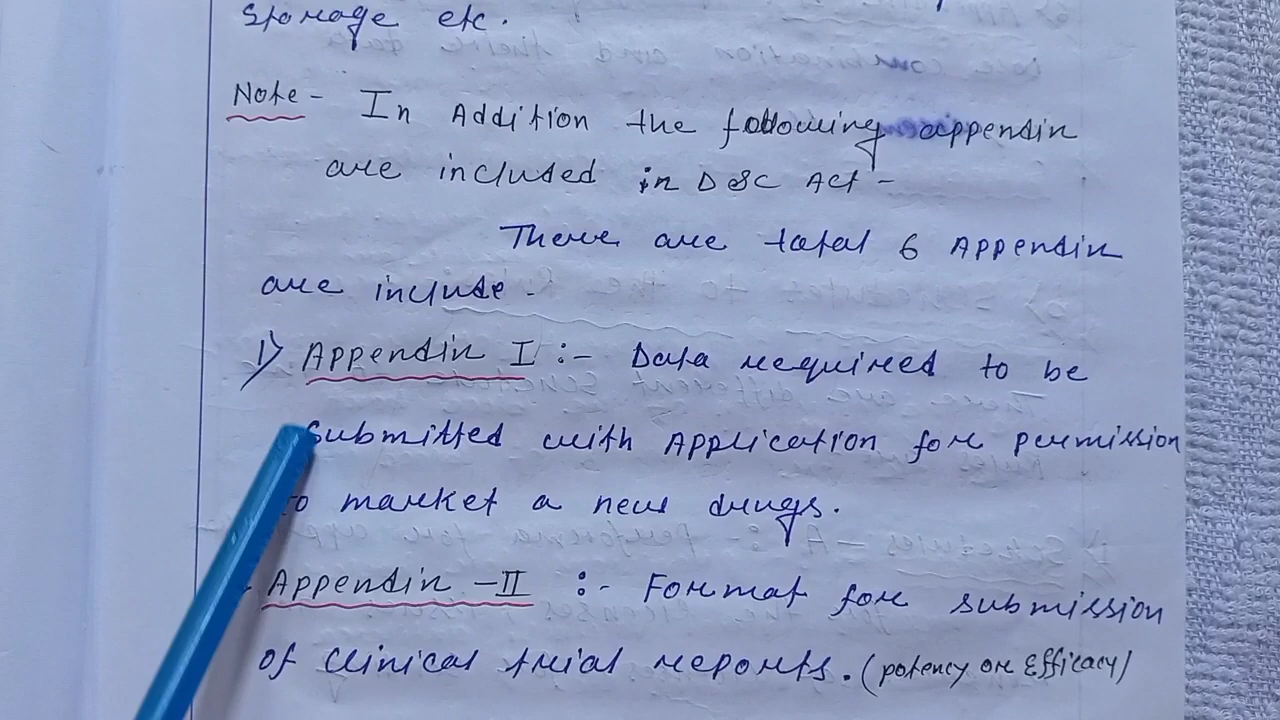 Storage etc.
Note - In Addition the following appendix
are included in D&C Act -
There are total 6 Appendix
are include -
1) Appendix I :- Data required to be
Submitted with Application for permission
to market a new drugs.
Appendix -II :- Format for submission
of clinical trial reports. (potency or Efficacy)